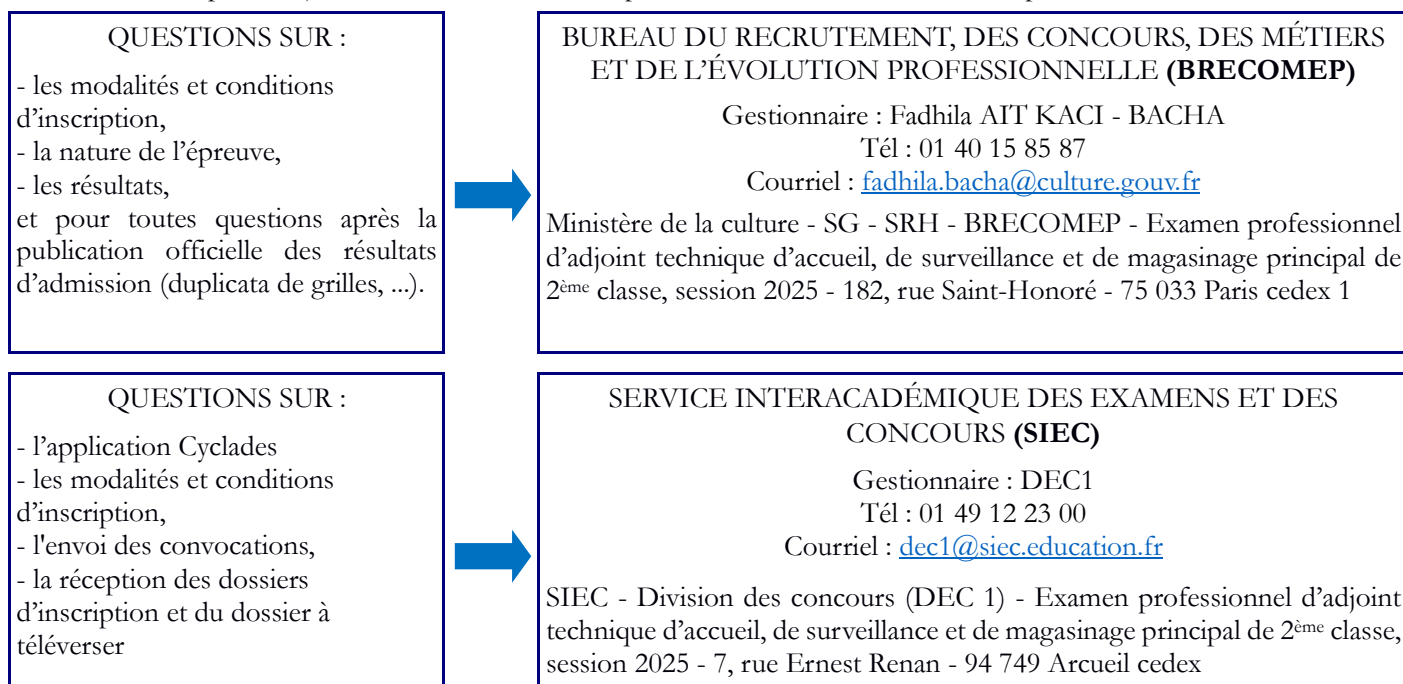 QUESTIONS SUR :
- les modalités et conditions
d’inscription,
- la nature de l’épreuve,
- les résultats,
et pour toutes questions après la
publication officielle des résultats
d’admission (duplicata de grilles, ...).
BUREAU DU RECRUTEMENT, DES CONCOURS, DES MÉTIERS
ET DE L’ÉVOLUTION PROFESSIONNELLE (BRECOMEP)
Gestionnaire : Fadhila AIT KACI - BACHA
Tél : 01 40 15 85 87
Courriel : fadhila.bacha@culture.gouv.fr
Ministère de la culture - SG - SRH - BRECOMEP - Examen professionnel
d’adjoint technique d’accueil, de surveillance et de magasinage principal de
2ème classe, session 2025 - 182, rue Saint-Honoré - 75 033 Paris cedex 1
QUESTIONS SUR :
- l’application Cyclades
- les modalités et conditions
d’inscription,
- l'envoi des convocations,
- la réception des dossiers
d’inscription et du dossier à
téléverser
SERVICE INTERACADÉMIQUE DES EXAMENS ET DES
CONCOURS (SIEC)
Gestionnaire : DEC1
Tél : 01 49 12 23 00
Courriel : dec1@siec.education.fr
SIEC - Division des concours (DEC 1) - Examen professionnel d’adjoint
technique d’accueil, de surveillance et de magasinage principal de 2ème classe,
session 2025 - 7, rue Ernest Renan - 94 749 Arcueil cedex